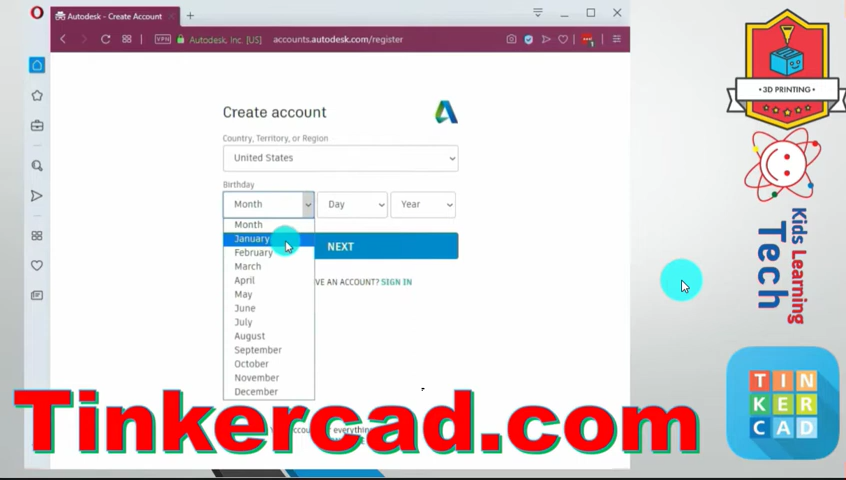 Autodesk - Create Account
VPN
Autodesk, Inc. [US]
accounts.autodesk.com/register
Create account
Country, Territory, or Region
United States
Birthday
Month
Day
Year
Month
January
February
March
April
May
June
July
August
September
October
November
December
NEXT
VE AN ACCOUNT? SIGN IN
Tinkercad.com
3D PRINTING
Kids Learning
Tech
TIN
KER
CAD